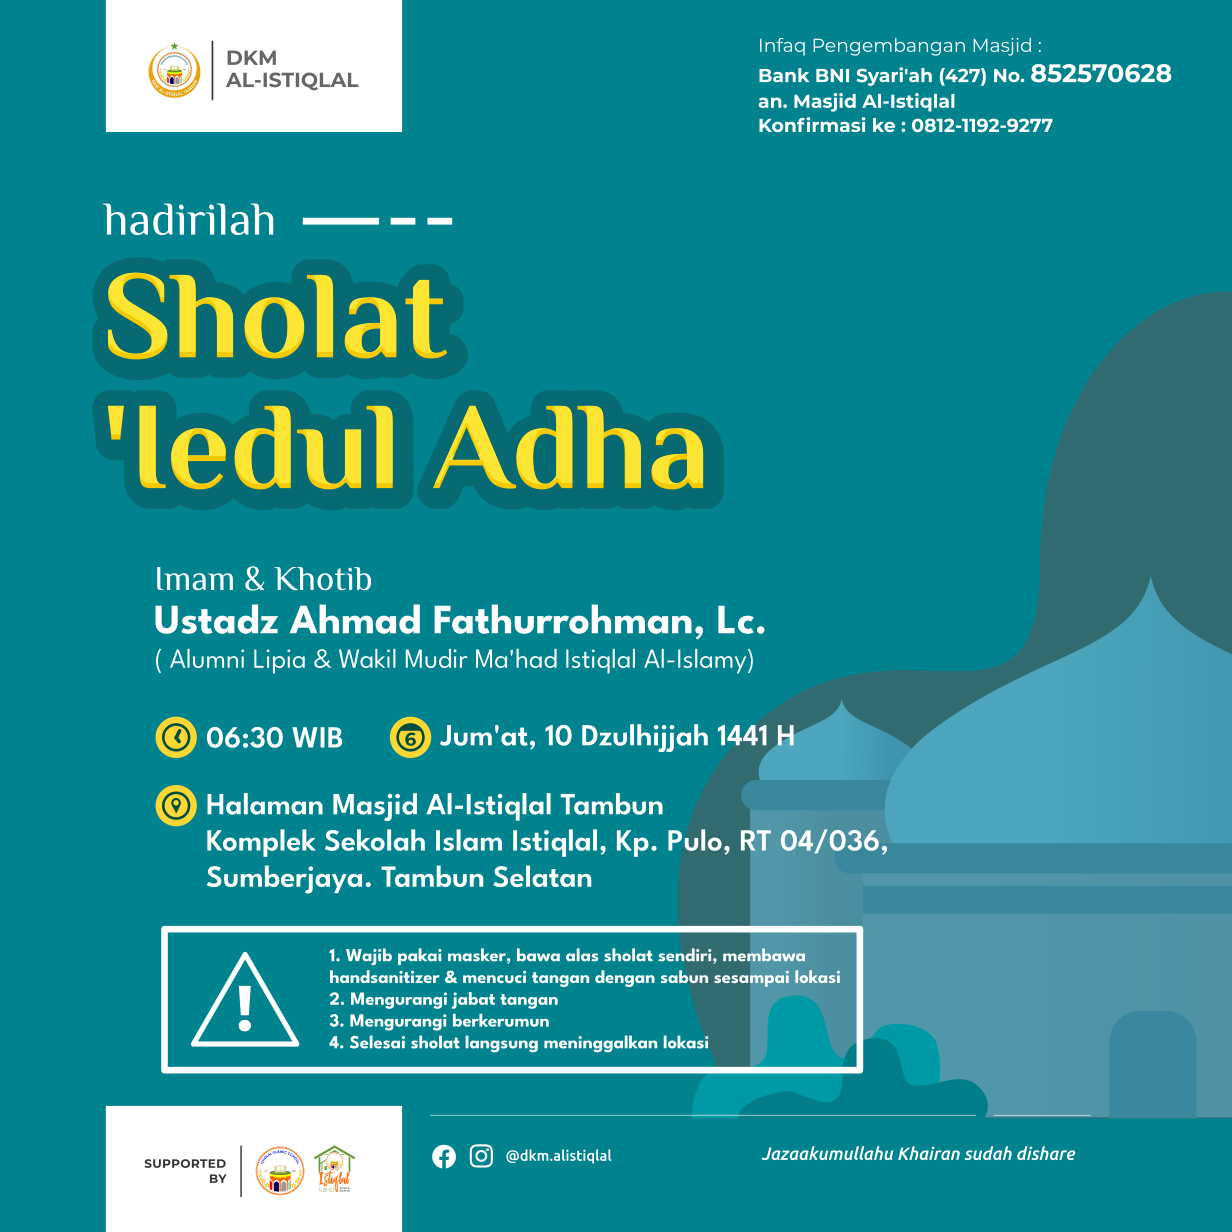 DKM
AL-ISTIQLAL
Infaq Pengembangan Masjid :
Bank BNI Syari'ah (427) No. 852570628
an. Masjid Al-Istiqlal
Konfirmasi ke : 0812-1192-9277
hadirilah
Sholat
'Iedul Adha
Imam & Khotib
Ustadz Ahmad Fathurrohman, Lc.
( Alumni Lipia & Wakil Mudir Ma'had Istiqlal Al-Islamy)
06:30 WIB
6
Jum'at, 10 Dzulhijjah 1441 H
Halaman Masjid Al-Istiqlal Tambun
Komplek Sekolah Islam Istiqlal, Kp. Pulo, RT 04/036,
Sumberjaya. Tambun Selatan
!
1. Wajib pakai masker, bawa alas sholat sendiri, membawa
handsanitizer & mencuci tangan dengan sabun sesampai lokasi
2. Mengurangi jabat tangan
3. Mengurangi berkerumun
4. Selesai sholat langsung meninggalkan lokasi
SUPPORTED
BY
Istiqlal
Land
@dkm.alistiqlal
Jazaakumullahu Khairan sudah dishare